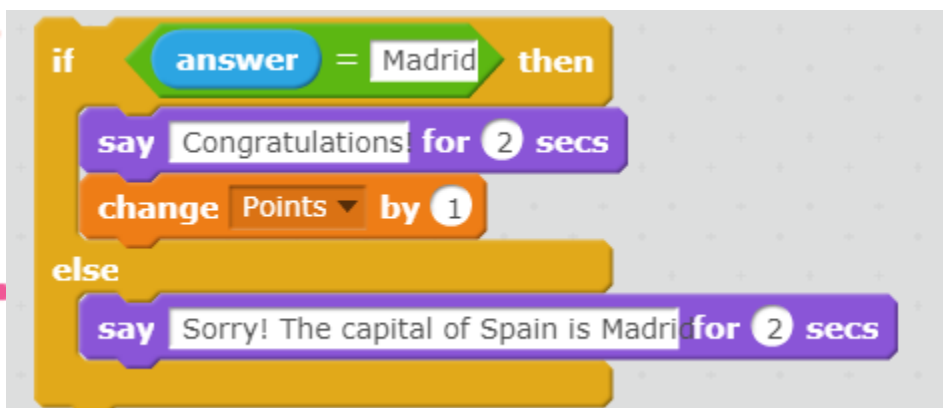 if answer = Madrid then
say Congratulations! for 2 secs
change Points by 1
else
say Sorry! The capital of Spain is Madrid for 2 secs